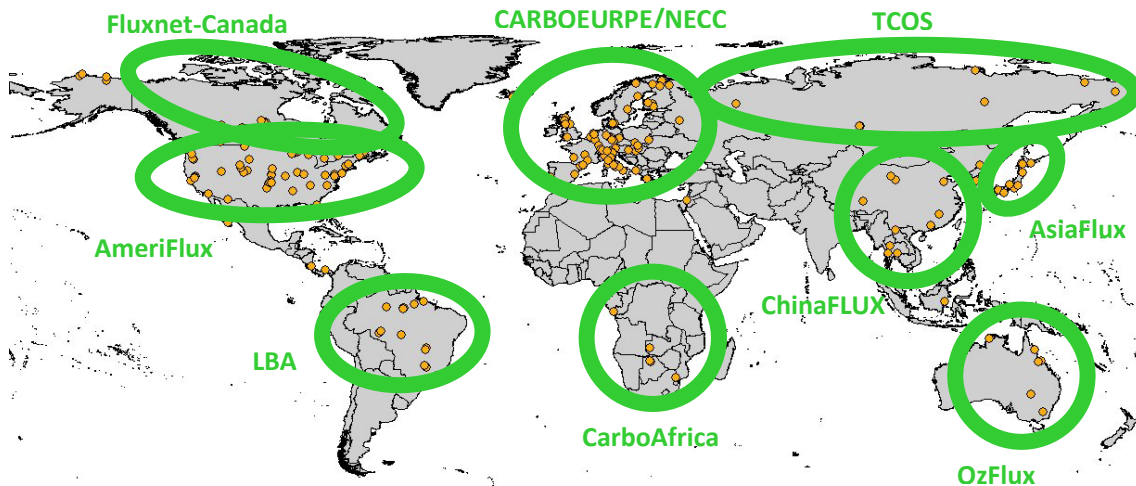 Fluxnet-Canada
CARBOEURPE/NECC
TCOS
AmeriFlux
AsiaFlux
ChinaFLUX
LBA
CarboAfrica
OzFlux